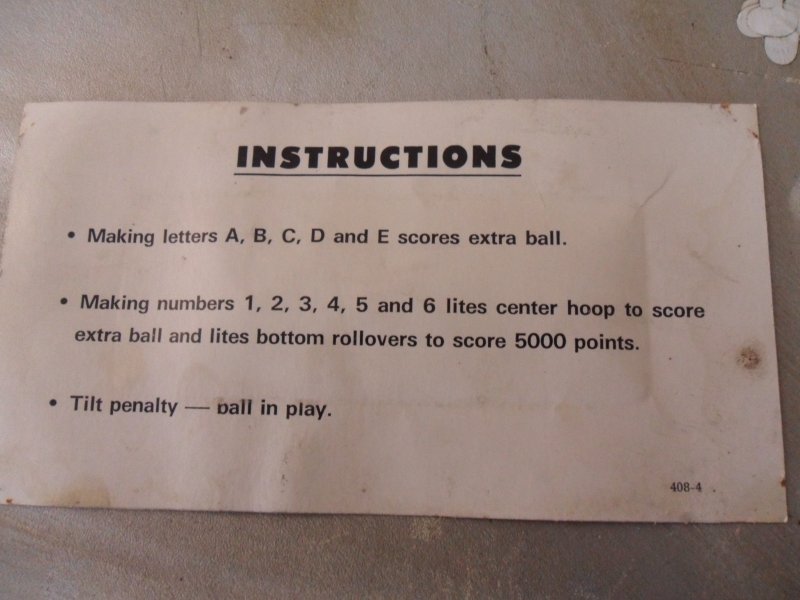 INSTRUCTIONS
• Making letters A, B, C, D and E scores extra ball.
• Making numbers 1, 2, 3, 4, 5 and 6 lites center hoop to score
extra ball and lites bottom rollovers to score 5000 points.
• Tilt penalty — ball in play.
408-4